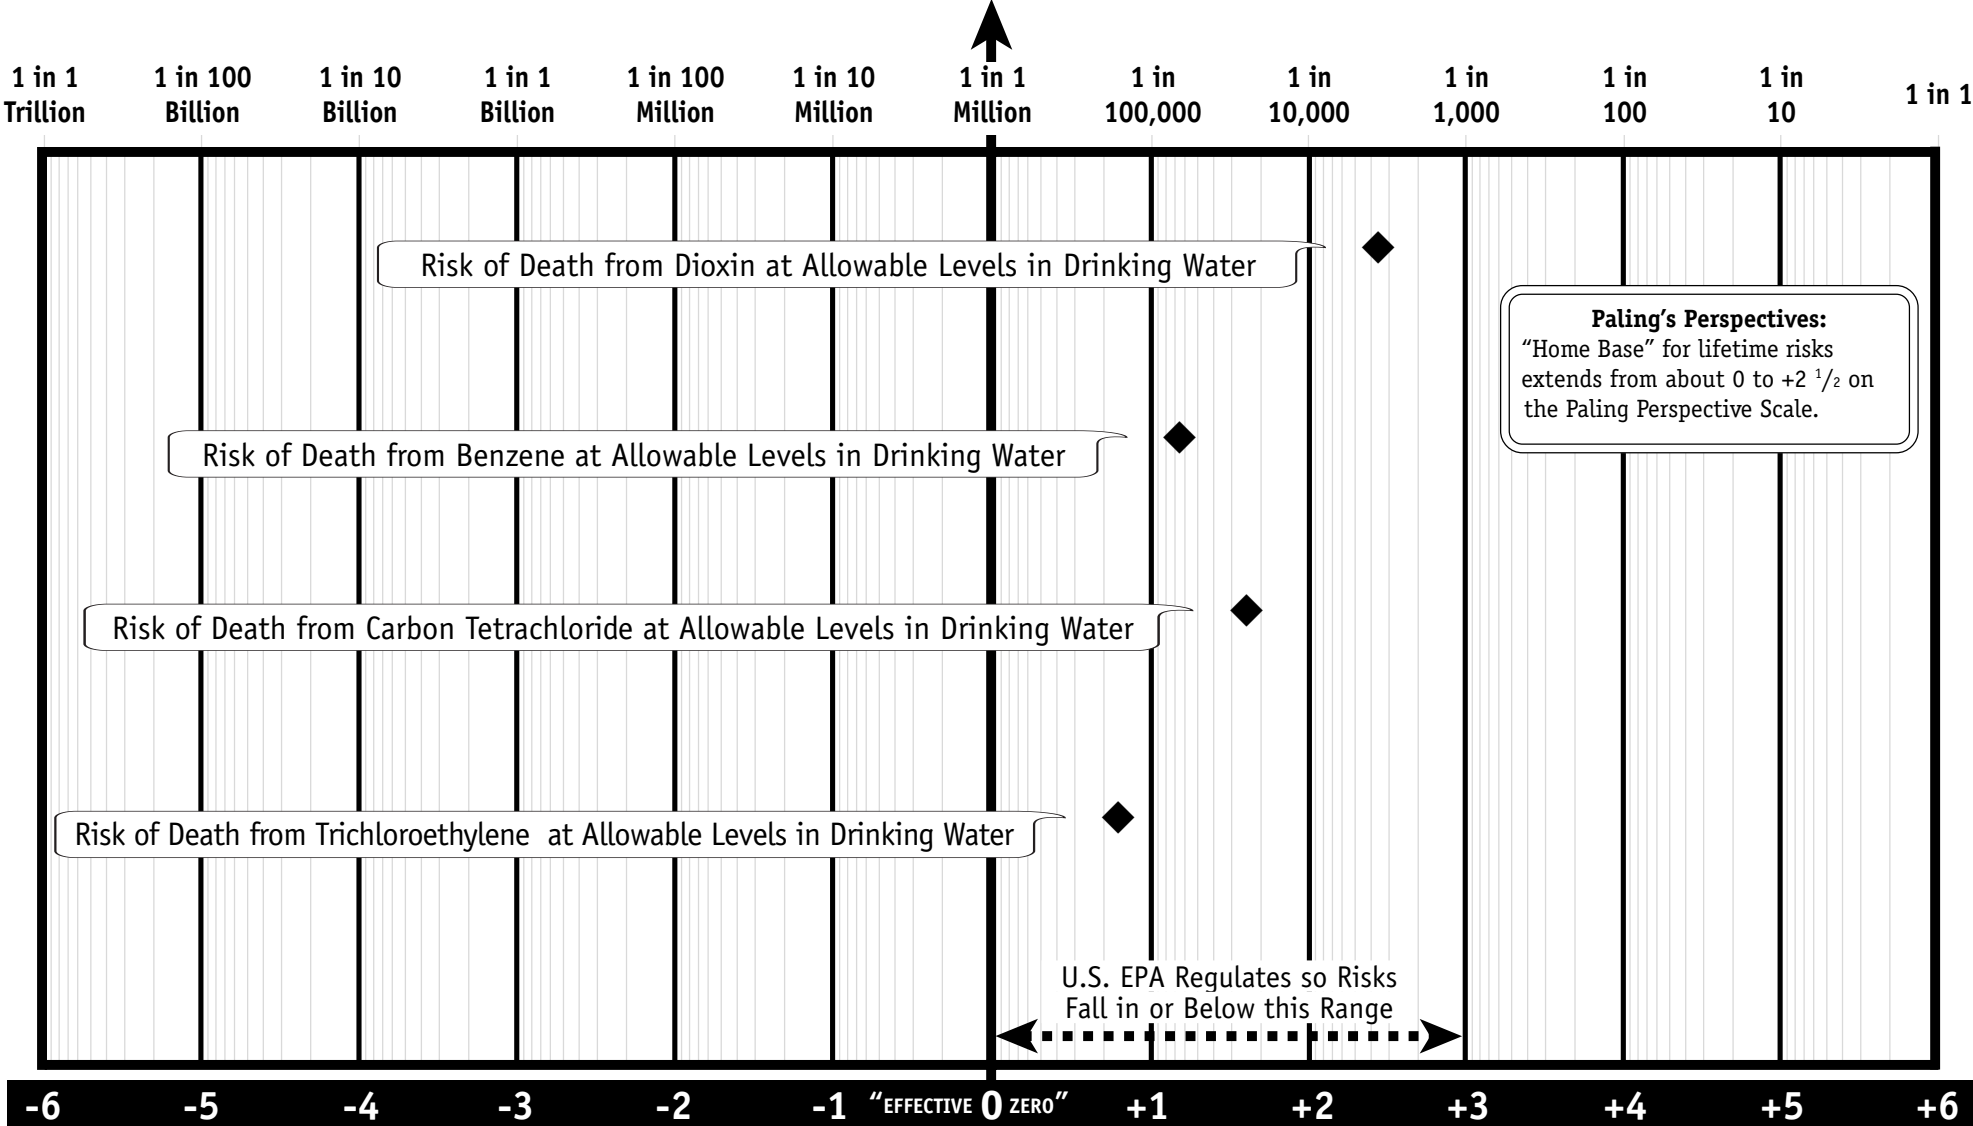 1 in 1 Trillion
1 in 100 Billion
1 in 10 Billion
1 in 1 Billion
1 in 100 Million
1 in 10 Million
1 in 1 Million
1 in 100,000
1 in 10,000
1 in 1,000
1 in 100
1 in 10
1 in 1
Risk of Death from Dioxin at Allowable Levels in Drinking Water
Paling's Perspectives:
“Home Base” for lifetime risks
extends from about 0 to +2 1/2 on
the Paling Perspective Scale.
Risk of Death from Benzene at Allowable Levels in Drinking Water
Risk of Death from Carbon Tetrachloride at Allowable Levels in Drinking Water
Risk of Death from Trichloroethylene at Allowable Levels in Drinking Water
U.S. EPA Regulates so Risks
Fall in or Below this Range
-6 -5 -4 -3 -2 -1 “EFFECTIVE 0 ZERO” +1 +2 +3 +4 +5 +6